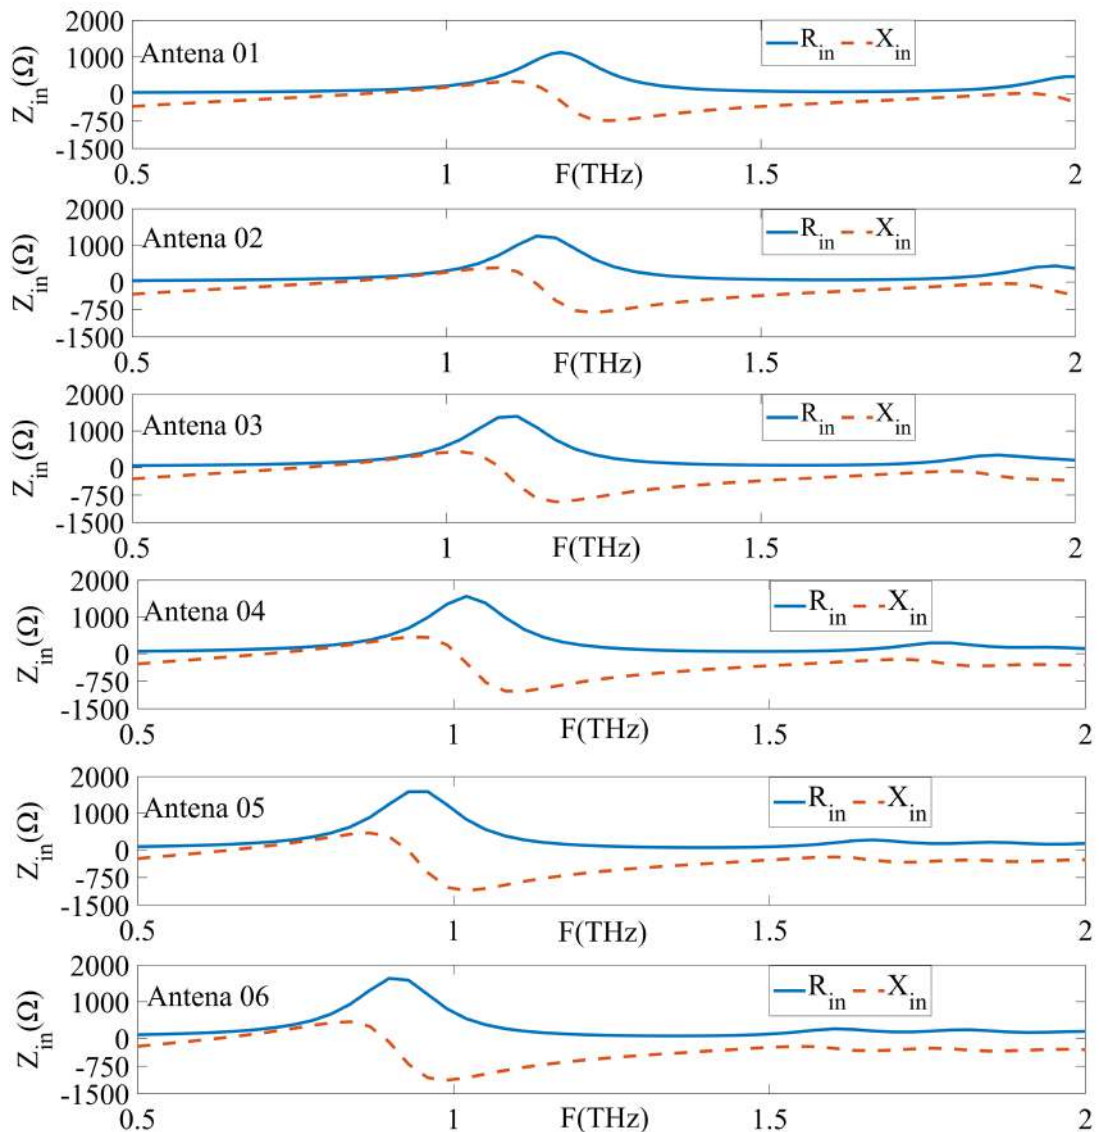 2000
1000
0
-750
-1500
Z_in(Ω)
Antena 01
R_in X_in
0.5 1 F(THz) 1.5 2
2000
1000
0
-750
-1500
Z_in(Ω)
Antena 02
R_in X_in
0.5 1 F(THz) 1.5 2
2000
1000
0
-750
-1500
Z_in(Ω)
Antena 03
R_in X_in
0.5 1 F(THz) 1.5 2
2000
1000
0
-750
-1500
Z_in(Ω)
Antena 04
R_in X_in
0.5 1 F(THz) 1.5 2
2000
1000
0
-750
-1500
Z_in(Ω)
Antena 05
R_in X_in
0.5 1 F(THz) 1.5 2
2000
1000
0
-750
-1500
Z_in(Ω)
Antena 06
R_in X_in
0.5 1 F(THz) 1.5 2